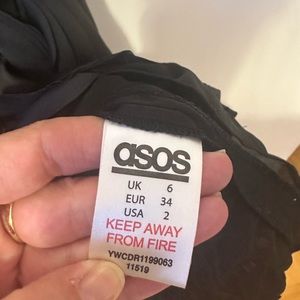 asos
UK 6
EUR 34
USA 2
KEEP AWAY
FROM FIRE
YWCDR1199063
11519